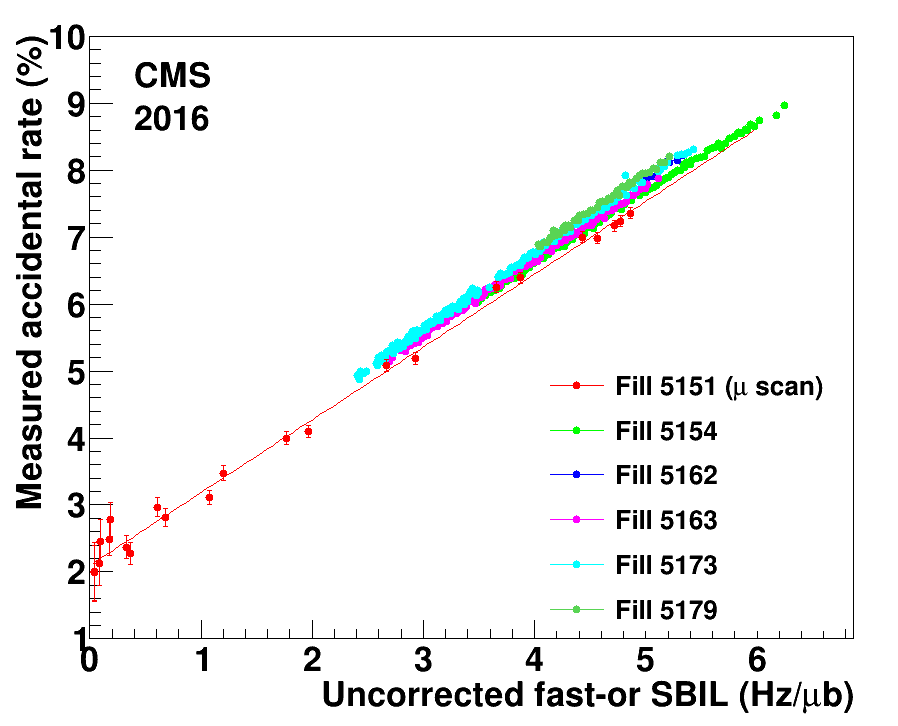 CMS
2016
Measured accidental rate (%)
10
9
8
7
6
5
4
3
2
1
Fill 5151 (μ scan)
Fill 5154
Fill 5162
Fill 5163
Fill 5173
Fill 5179
0 1 2 3 4 5 6
Uncorrected fast-or SBIL (Hz/μb)